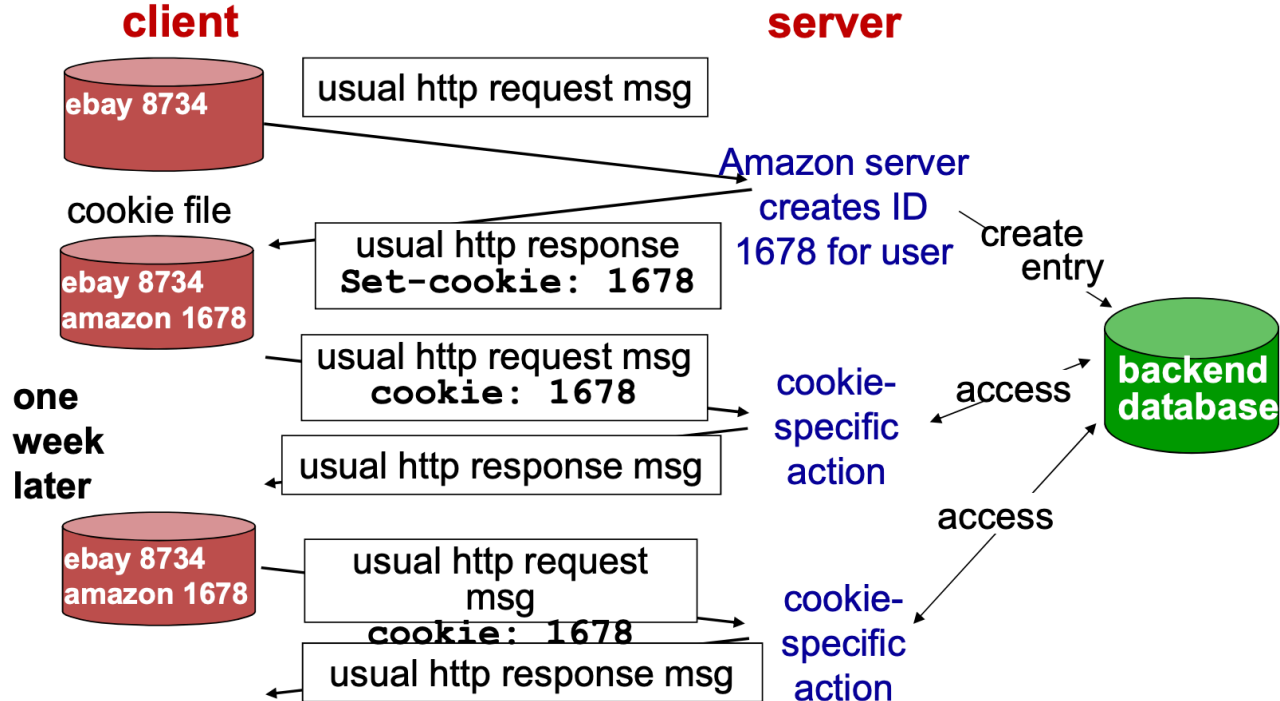 client
server
ebay 8734
usual http request msg
Amazon server
creates ID
1678 for user
create
entry
cookie file
usual http response
Set-cookie: 1678
ebay 8734
amazon 1678
usual http request msg
cookie: 1678
cookie-
specific
action
access
backend
database
one
week
later
usual http response msg
access
ebay 8734
amazon 1678
usual http request
msg
cookie: 1678
cookie-
specific
action
usual http response msg